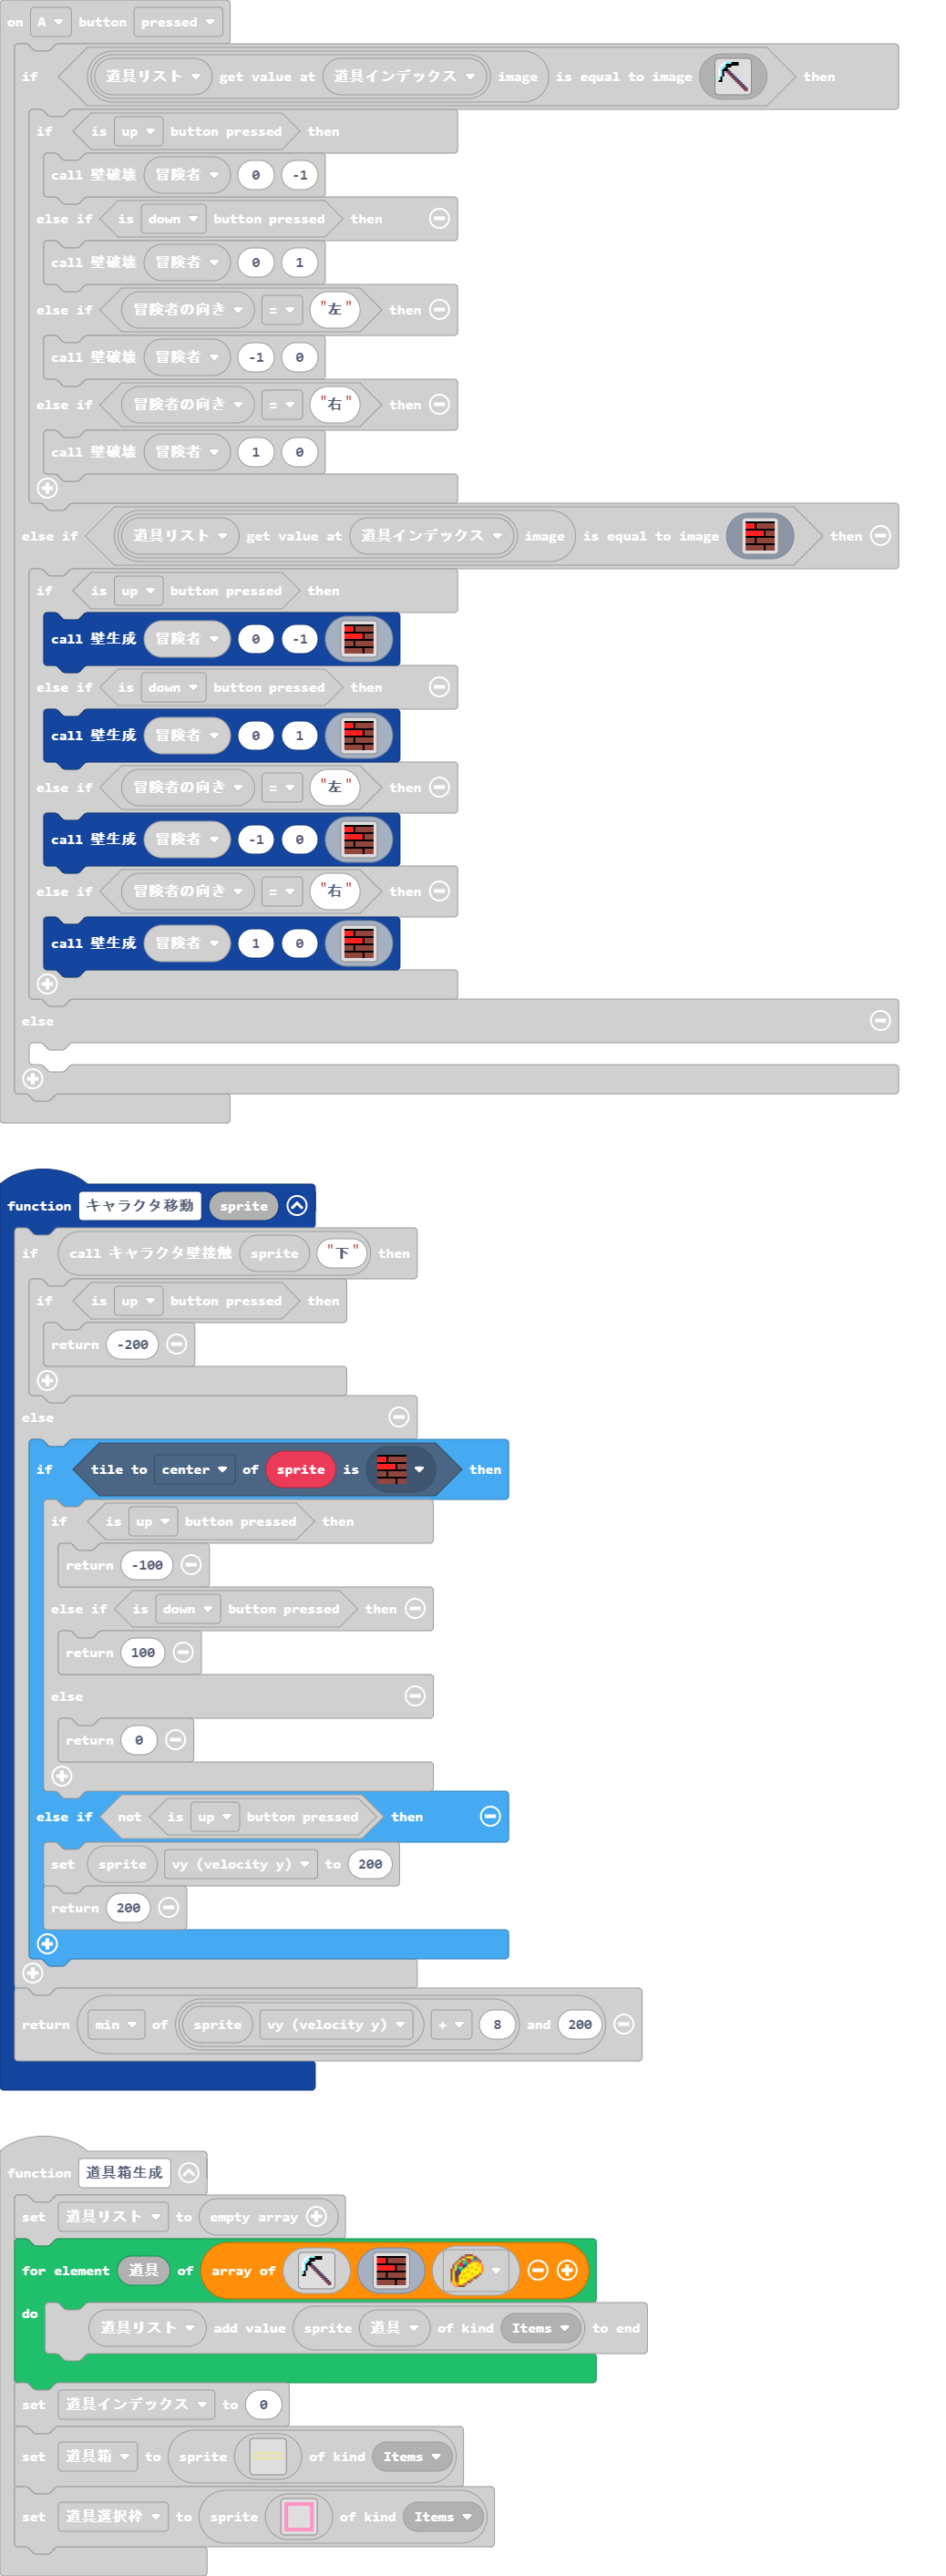 on A button pressed
if 道具リスト get value at 道具インデックス image is equal to image then
if is up button pressed then
call 壁破壊 冒険者 0 -1
else if is down button pressed then
call 壁破壊 冒険者 0 1
else if 冒険者の向き = "左" then
call 壁破壊 冒険者 -1 0
else if 冒険者の向き = "右" then
call 壁破壊 冒険者 1 0
else if 道具リスト get value at 道具インデックス image is equal to image then
if is up button pressed then
call 壁生成 冒険者 0 -1
else if is down button pressed then
call 壁生成 冒険者 0 1
else if 冒険者の向き = "左" then
call 壁生成 冒険者 -1 0
else if 冒険者の向き = "右" then
call 壁生成 冒険者 1 0
else
function キャラクタ移動 sprite
if call キャラクタ壁接触 sprite "下" then
if is up button pressed then
return -200
else
if tile to center of sprite is then
if is up button pressed then
return -100
else if is down button pressed then
return 100
else
return 0
else if not is up button pressed then
set sprite vy (velocity y) to 200
return 200
return min of sprite vy (velocity y) + 8 and 200
function 道具箱生成
set 道具リスト to empty array
for element 道具 of array of
do 道具リスト add value sprite 道具 of kind Items to end
set 道具インデックス to 0
set 道具箱 to sprite of kind Items
set 道具選択枠 to sprite of kind Items